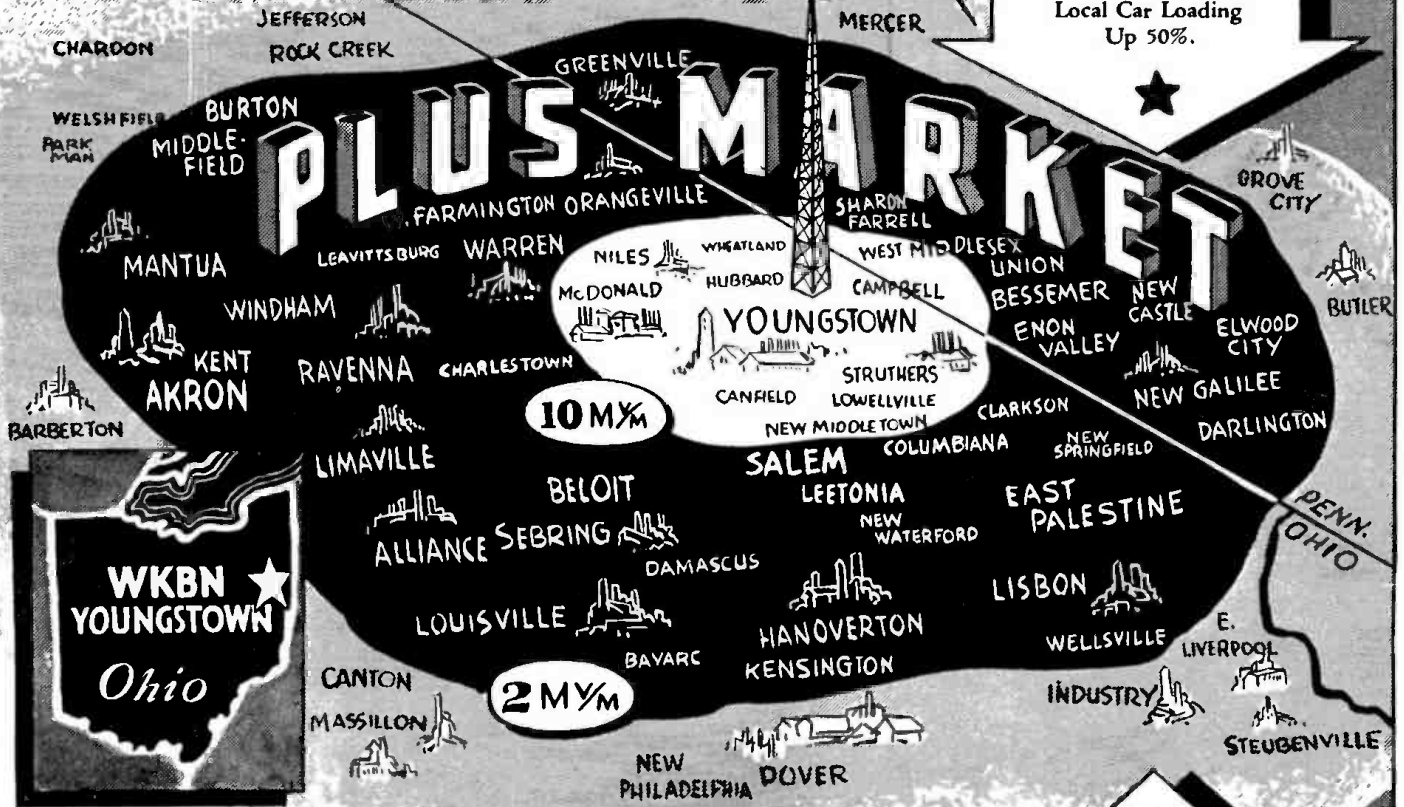 Local Car Loading
Up 50%.
JEFFERSON
ROCK CREEK
CHARDON
MERCER
GREENVILLE
WELSHFIELD
PARK
MAN
BURTON
MIDDLE-
FIELD
PLUS MARKET
GROVE
CITY
FARMINGTON
ORANGEVILLE
SHARON
FARRELL
MANTUA
LEAVITTSBURG
WARREN
NILES
WHEATLAND
WEST MIDDLESEX
UNION
BUTLER
WINDHAM
McDONALD
HUBBARD
CAMPBELL
BESSEMER
NEW
CASTLE
YOUNGSTOWN
ENON
VALLEY
ELWOOD
CITY
KENT
AKRON
RAVENNA
CHARLESTOWN
STRUTHERS
NEW GALILEE
BARBERTON
10 MV/M
CANFIELD
LOWELLVILLE
CLARKSON
DARLINGTON
NEW MIDDLETOWN
COLUMBIANA
NEW
SPRINGFIELD
LIMAVILLE
SALEM
BELOIT
LEETONIA
EAST
PALESTINE
NEW
WATERFORD
PENN.
OHIO
ALLIANCE
SEBRING
DAMASCUS
LISBON
WKBN
YOUNGSTOWN
Ohio
LOUISVILLE
HANOVERTON
WELLSVILLE
E.
LIVERPOOL
BAVARC
KENSINGTON
CANTON
2 MV/M
INDUSTRY
MASSILLON
STEUBENVILLE
NEW
PHILADELPHIA
DOVER